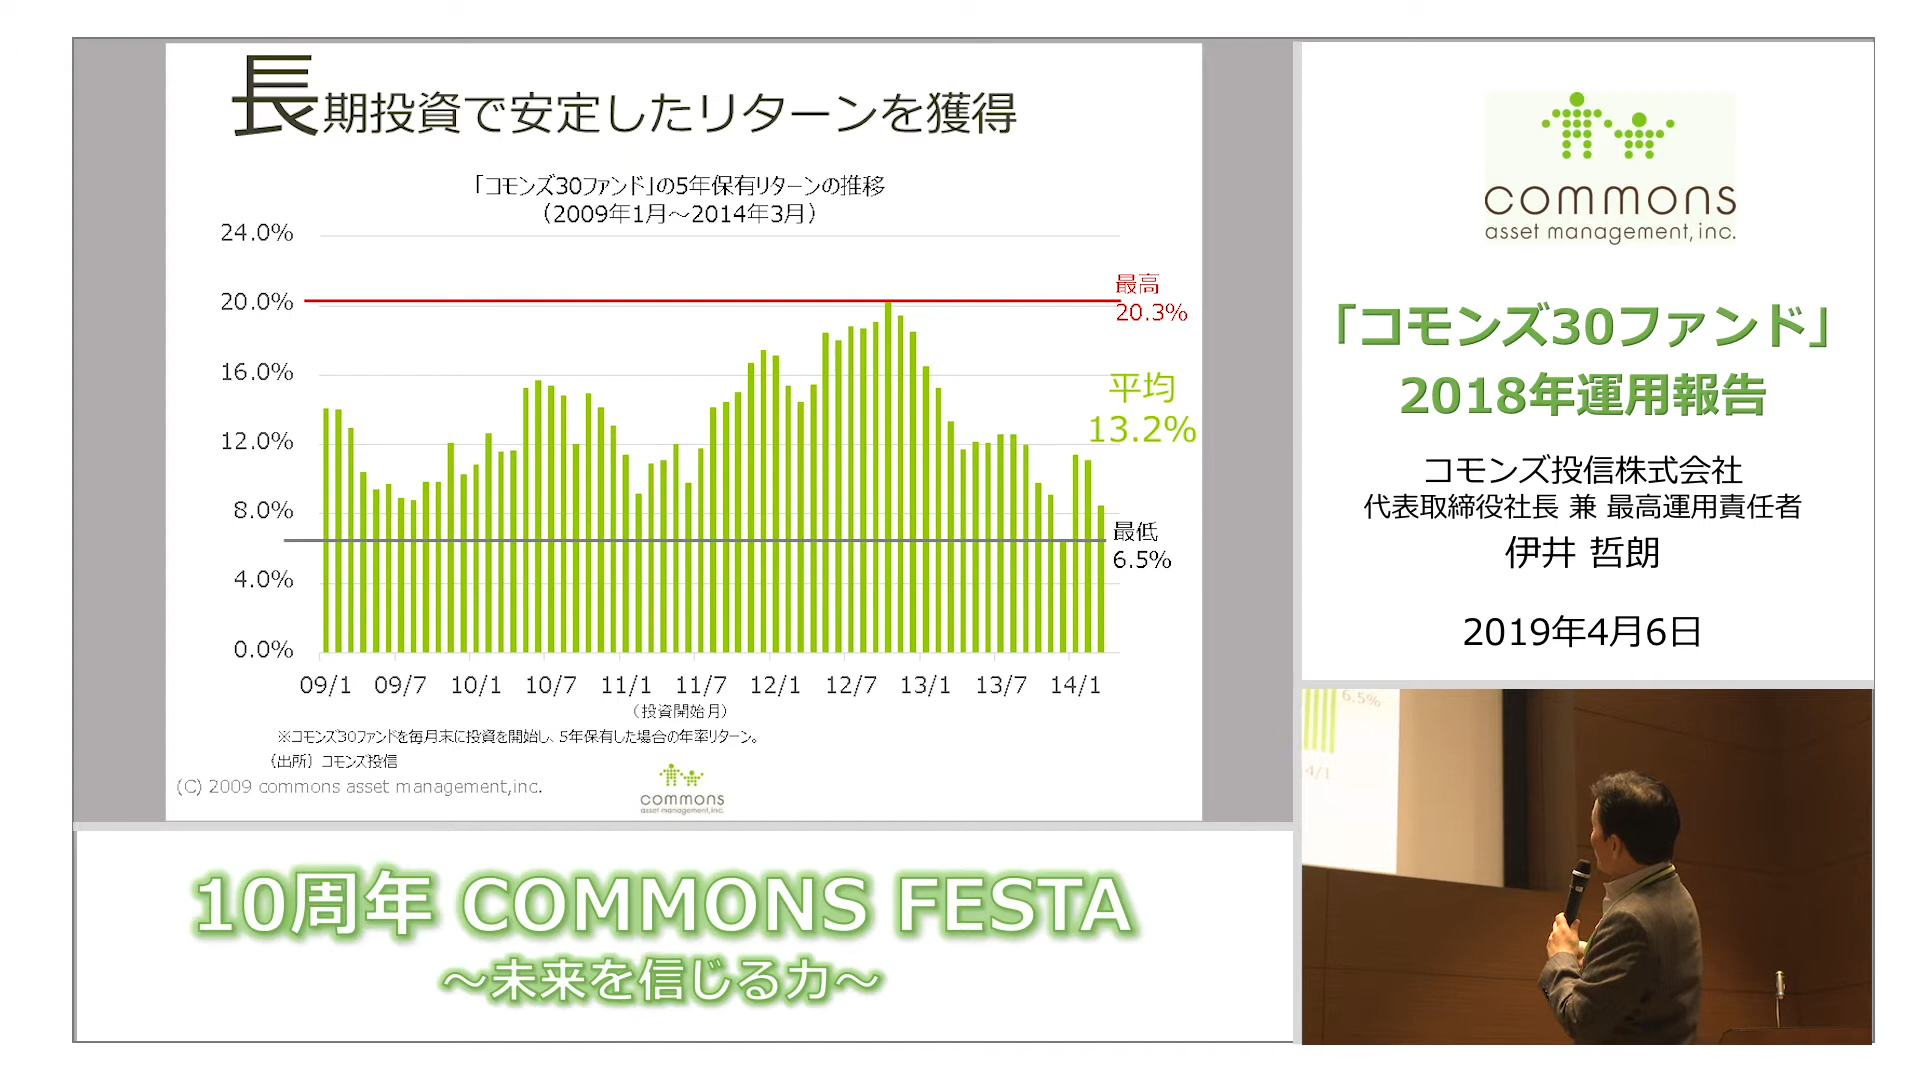 長期投資で安定したリターンを獲得
「コモンズ30ファンド」の5年保有リターンの推移
（2009年1月～2014年3月）
24.0%
20.0%
16.0%
12.0%
8.0%
4.0%
0.0%
最高
20.3%
平均
13.2%
最低
6.5%
09/1 09/7 10/1 10/7 11/1 11/7 12/1 12/7 13/1 13/7 14/1
（投資開始月）
※コモンズ30ファンドを毎月末に投資を開始し、5年保有した場合の年率リターン。
（出所）コモンズ投信
(C) 2009 commons asset management,inc.
commons
asset management,inc.
commons
asset management, inc.
「コモンズ30ファンド」
2018年運用報告
コモンズ投信株式会社
代表取締役社長 兼 最高運用責任者
伊井 哲朗
2019年4月6日
6.5%
4/1
10周年 COMMONS FESTA
～未来を信じる力～